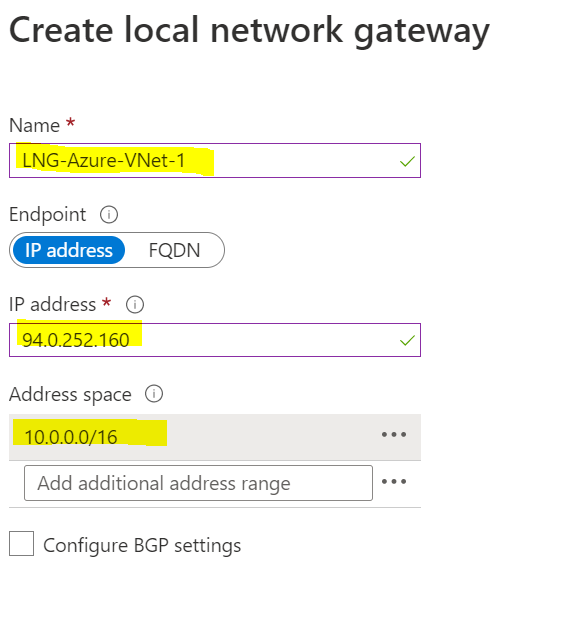 Create local network gateway
Name *
LNG-Azure-VNet-1
Endpoint
IP address FQDN
IP address *
94.0.252.160
Address space
10.0.0.0/16
Add additional address range
Configure BGP settings